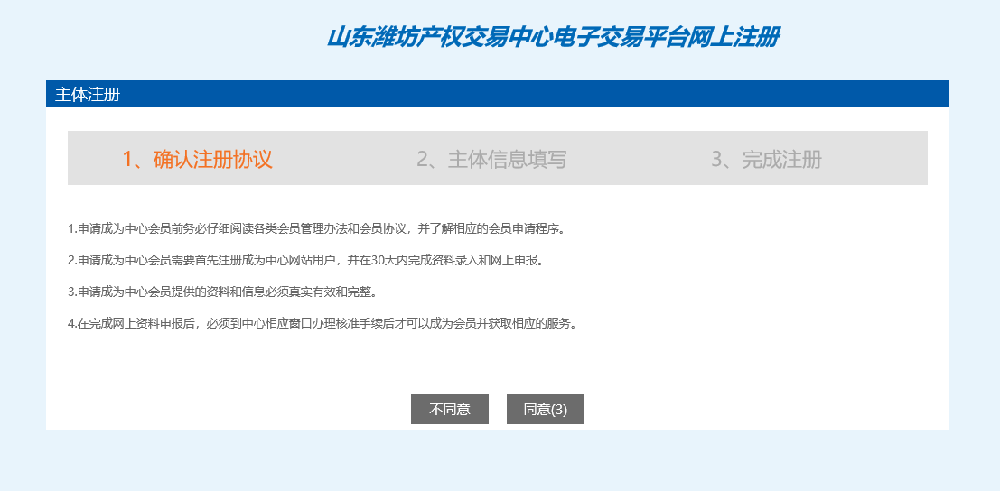 山东潍坊产权交易中心电子交易平台网上注册
主体注册
1、确认注册协议
2、主体信息填写
3、完成注册
1.申请成为中心会员前务必仔细阅读各类会员管理办法和会员协议，并了解相应的会员申请程序。
2.申请成为中心会员需要首先注册成为中心网站用户，并在30天内完成资料录入和网上申报。
3.申请成为中心会员提供的资料和信息必须真实有效和完整。
4.在完成网上资料申报后，必须到中心相应窗口办理核准手续后才可以成为会员并获取相应的服务。
不同意
同意(3)